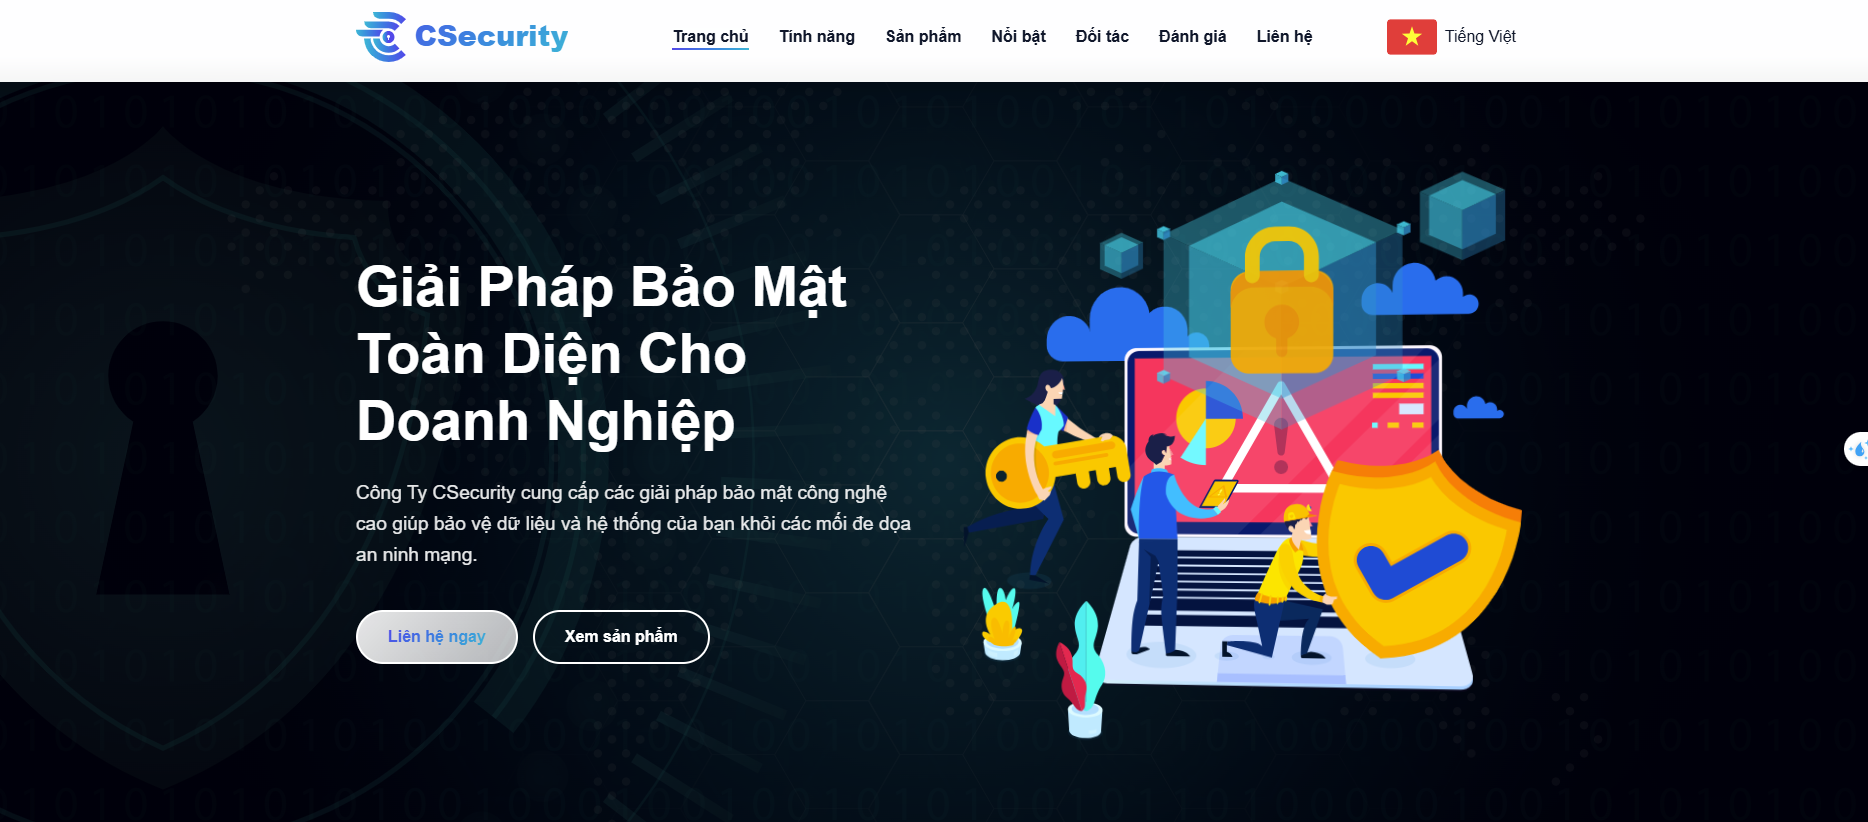 CSecurity
Trang chủ Tính năng Sản phẩm Nổi bật Đối tác Đánh giá Liên hệ Tiếng Việt
Giải Pháp Bảo Mật
Toàn Diện Cho
Doanh Nghiệp
Công Ty CSecurity cung cấp các giải pháp bảo mật công nghệ
cao giúp bảo vệ dữ liệu và hệ thống của bạn khỏi các mối đe dọa
an ninh mạng.
Liên hệ ngay Xem sản phẩm